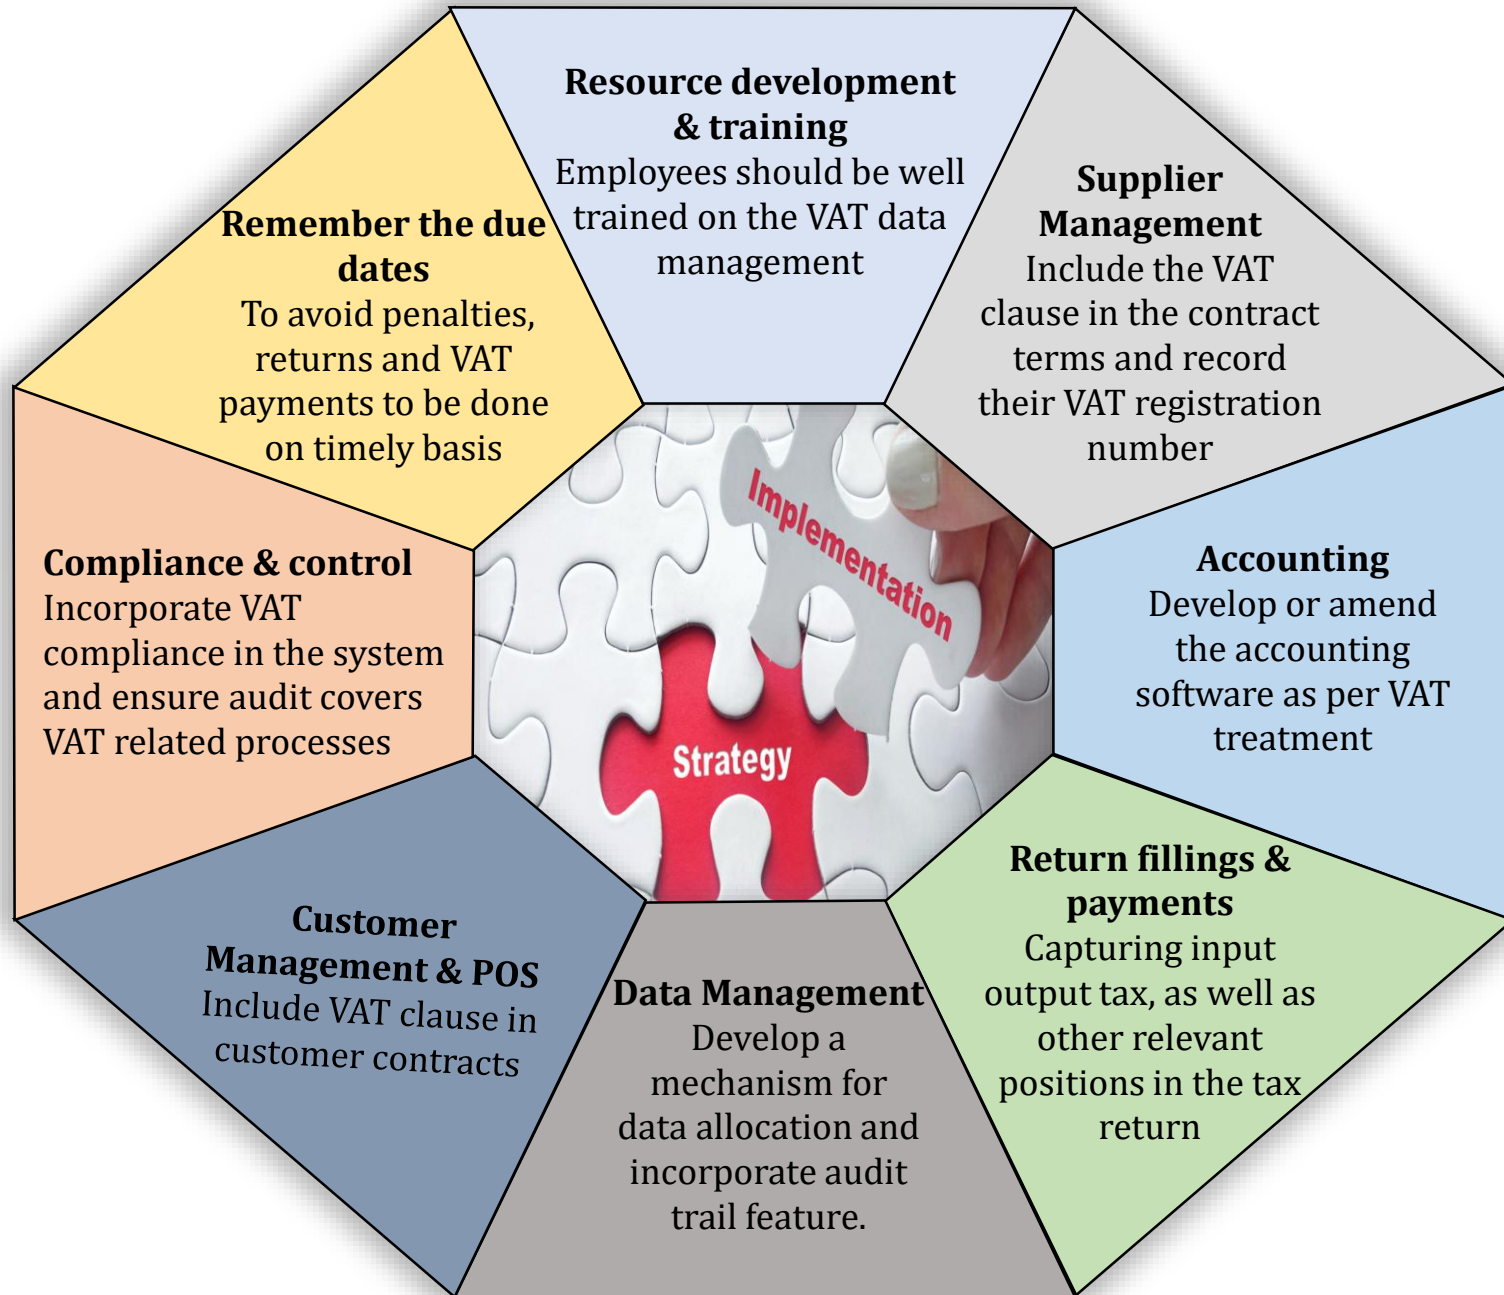 Resource development
& training
Employees should be well
trained on the VAT data
management
Supplier
Management
Include the VAT
clause in the contract
terms and record
their VAT registration
number
Accounting
Develop or amend
the accounting
software as per VAT
treatment
Return fillings &
payments
Capturing input
output tax, as well as
other relevant
positions in the tax
return
Data Management
Develop a
mechanism for
data allocation and
incorporate audit
trail feature.
Customer
Management & POS
Include VAT clause in
customer contracts
Compliance & control
Incorporate VAT
compliance in the system
and ensure audit covers
VAT related processes
Remember the due
dates
To avoid penalties,
returns and VAT
payments to be done
on timely basis
Implementation
Strategy